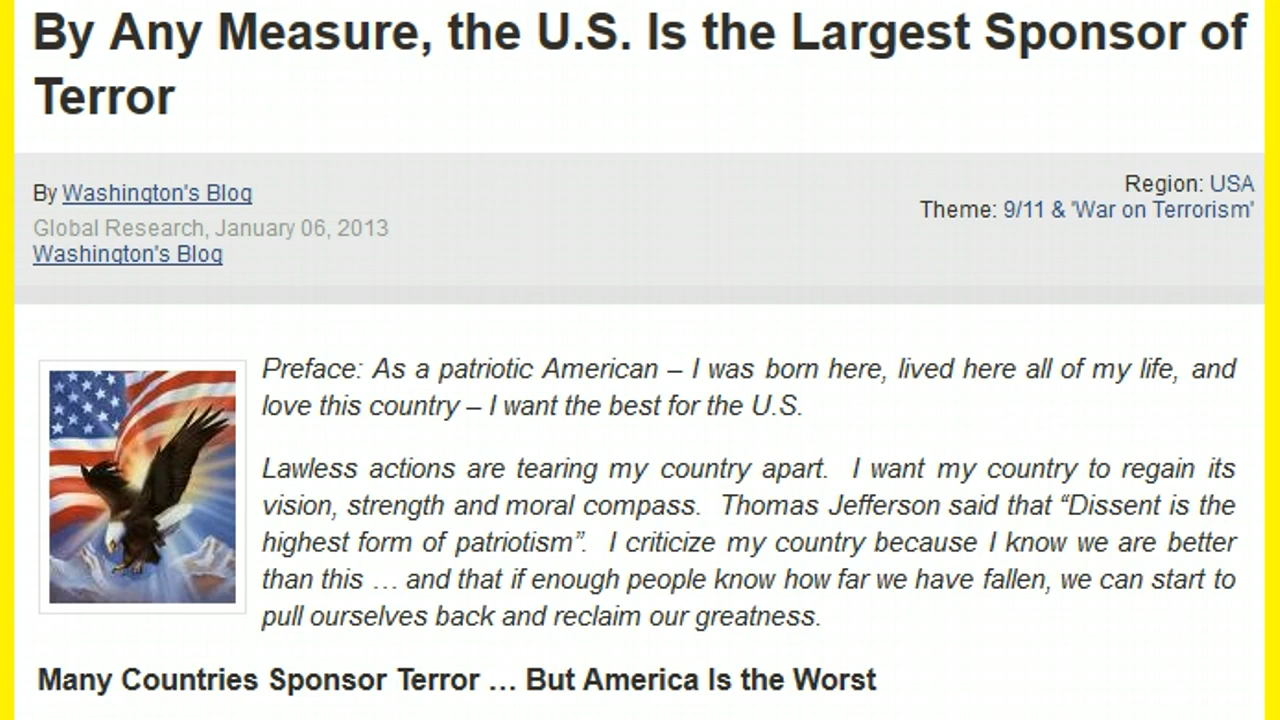 By Any Measure, the U.S. Is the Largest Sponsor of
Terror
By Washington's Blog
Global Research, January 06, 2013
Washington's Blog
Region: USA
Theme: 9/11 & 'War on Terrorism'
Preface: As a patriotic American – I was born here, lived here all of my life, and
love this country – I want the best for the U.S.
Lawless actions are tearing my country apart. I want my country to regain its
vision, strength and moral compass. Thomas Jefferson said that “Dissent is the
highest form of patriotism”. I criticize my country because I know we are better
than this … and that if enough people know how far we have fallen, we can start to
pull ourselves back and reclaim our greatness.
Many Countries Sponsor Terror … But America Is the Worst